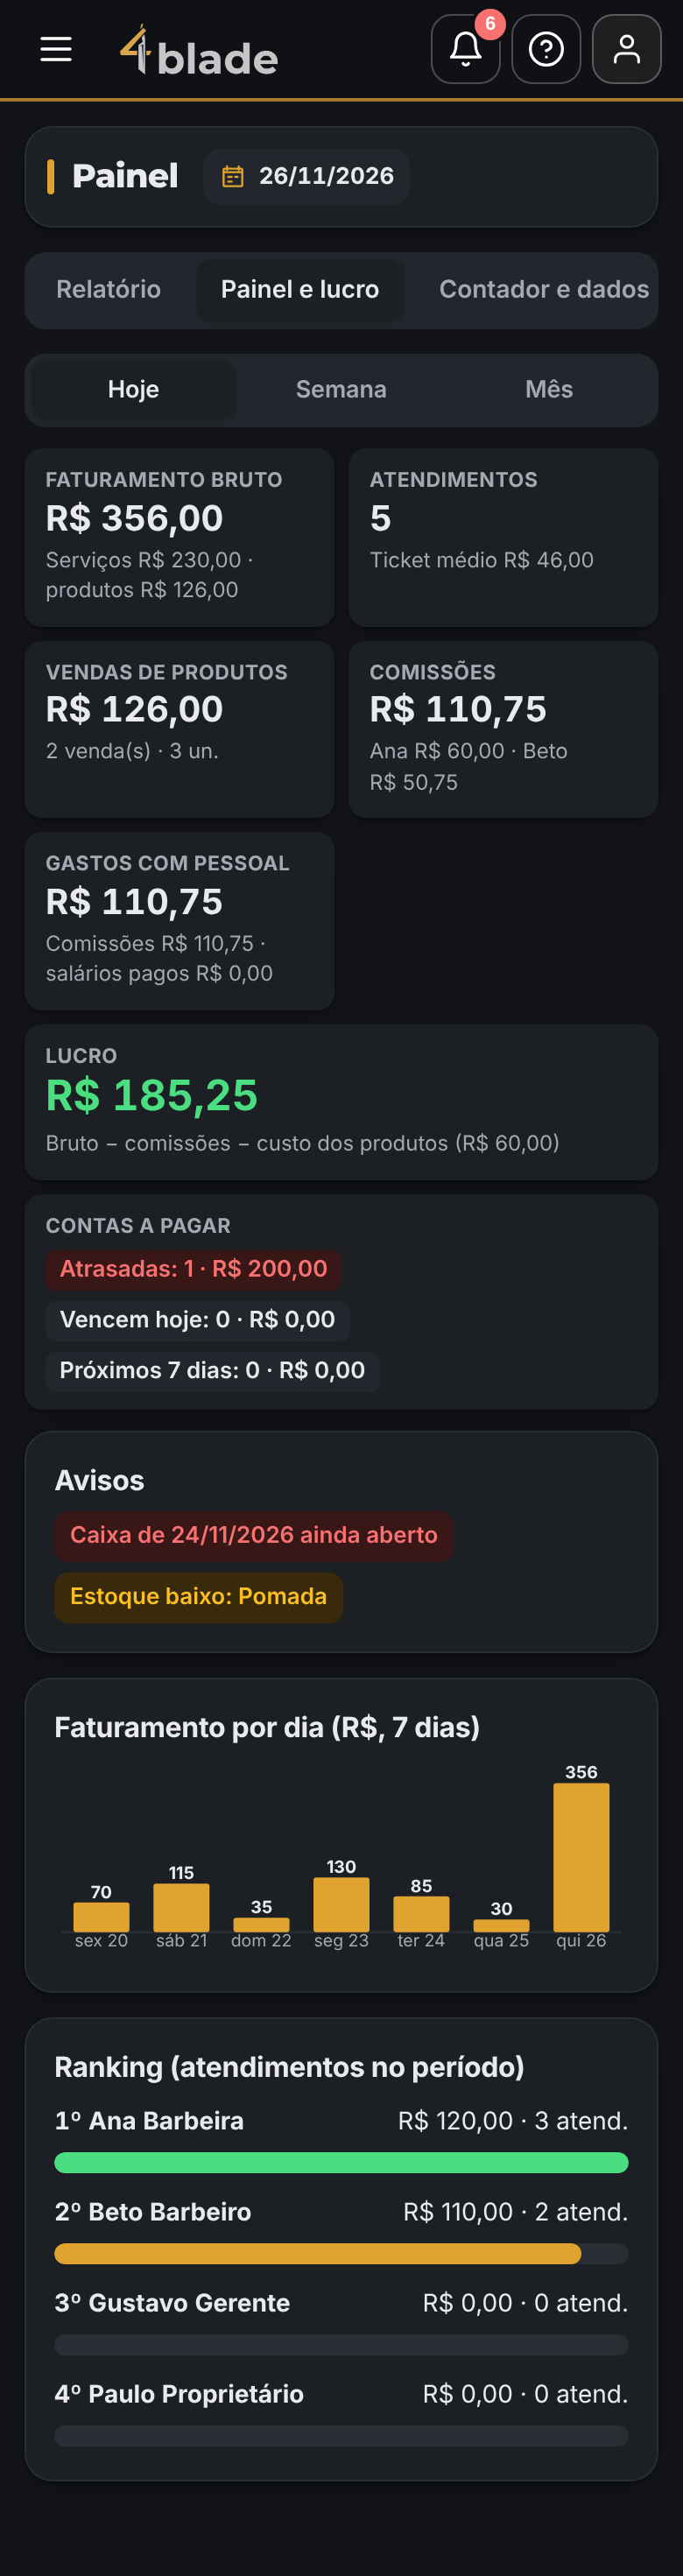 4blade
6
Painel
26/11/2026
Relatório
Painel e lucro
Contador e dados
Hoje
Semana
Mês
FATURAMENTO BRUTO
R$ 356,00
Serviços R$ 230,00 ·
produtos R$ 126,00
ATENDIMENTOS
5
Ticket médio R$ 46,00
VENDAS DE PRODUTOS
R$ 126,00
2 venda(s) · 3 un.
COMISSÕES
R$ 110,75
Ana R$ 60,00 · Beto
R$ 50,75
GASTOS COM PESSOAL
R$ 110,75
Comissões R$ 110,75 ·
salários pagos R$ 0,00
LUCRO
R$ 185,25
Bruto − comissões − custo dos produtos (R$ 60,00)
CONTAS A PAGAR
Atrasadas: 1 · R$ 200,00
Vencem hoje: 0 · R$ 0,00
Próximos 7 dias: 0 · R$ 0,00
Avisos
Caixa de 24/11/2026 ainda aberto
Estoque baixo: Pomada
Faturamento por dia (R$, 7 dias)
70 115 35 130 85 30 356
sex 20 sáb 21 dom 22 seg 23 ter 24 qua 25 qui 26
Ranking (atendimentos no período)
1º Ana Barbeira R$ 120,00 · 3 atend.
2º Beto Barbeiro R$ 110,00 · 2 atend.
3º Gustavo Gerente R$ 0,00 · 0 atend.
4º Paulo Proprietário R$ 0,00 · 0 atend.